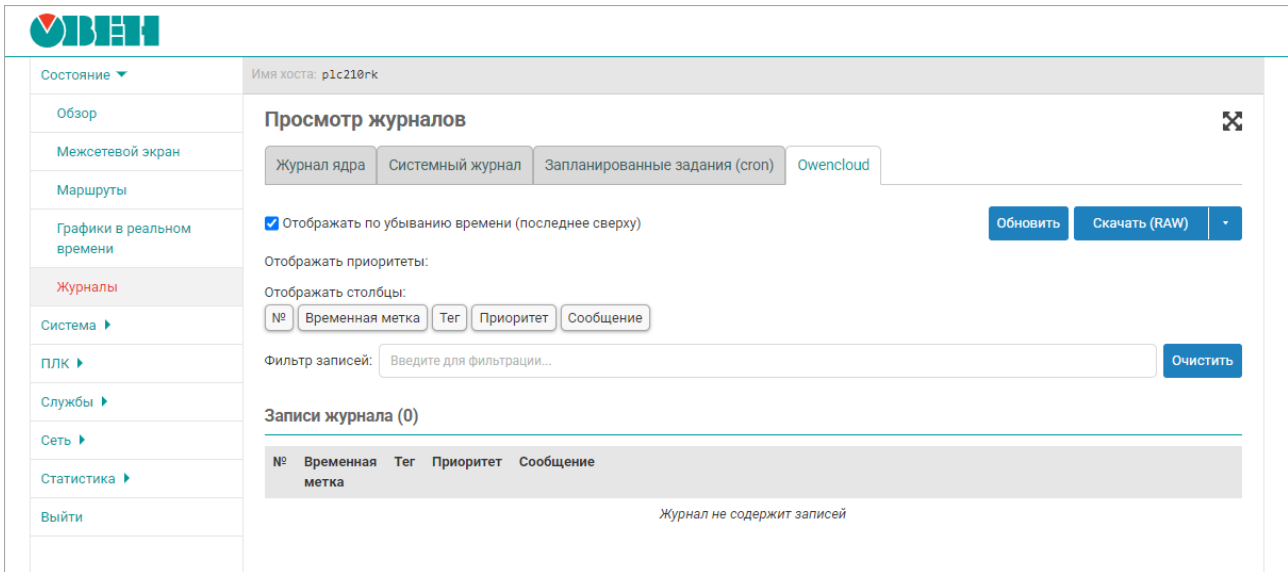 ОВЕН
Состояние
Имя хоста: plc210rk
Обзор
Межсетевой экран
Маршруты
Графики в реальном
времени
Журналы
Система
ПЛК
Службы
Сеть
Статистика
Выйти
Просмотр журналов
Журнал ядра Системный журнал Запланированные задания (cron) Owencloud
Отображать по убыванию времени (последнее сверху) Обновить Скачать (RAW)
Отображать приоритеты:
Отображать столбцы:
№ Временная метка Тег Приоритет Сообщение
Фильтр записей: Введите для фильтрации... Очистить
Записи журнала (0)
№ Временная Тег Приоритет Сообщение
метка
Журнал не содержит записей